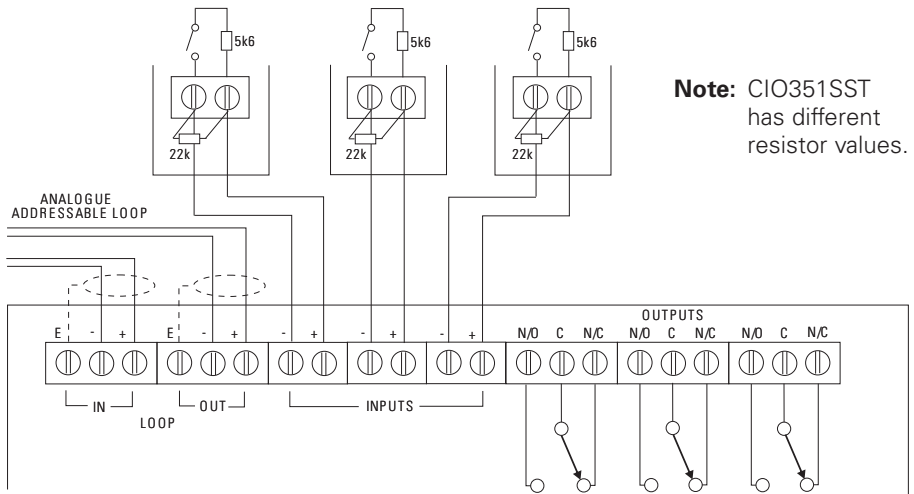 5k6 5k6 5k6
22k 22k 22k
Note: CIO351SST
has different
resistor values.
ANALOGUE
ADDRESSABLE LOOP
OUTPUTS
E - + E - + - + - + - + N/O C N/C N/O C N/C N/O C N/C
IN OUT INPUTS
LOOP